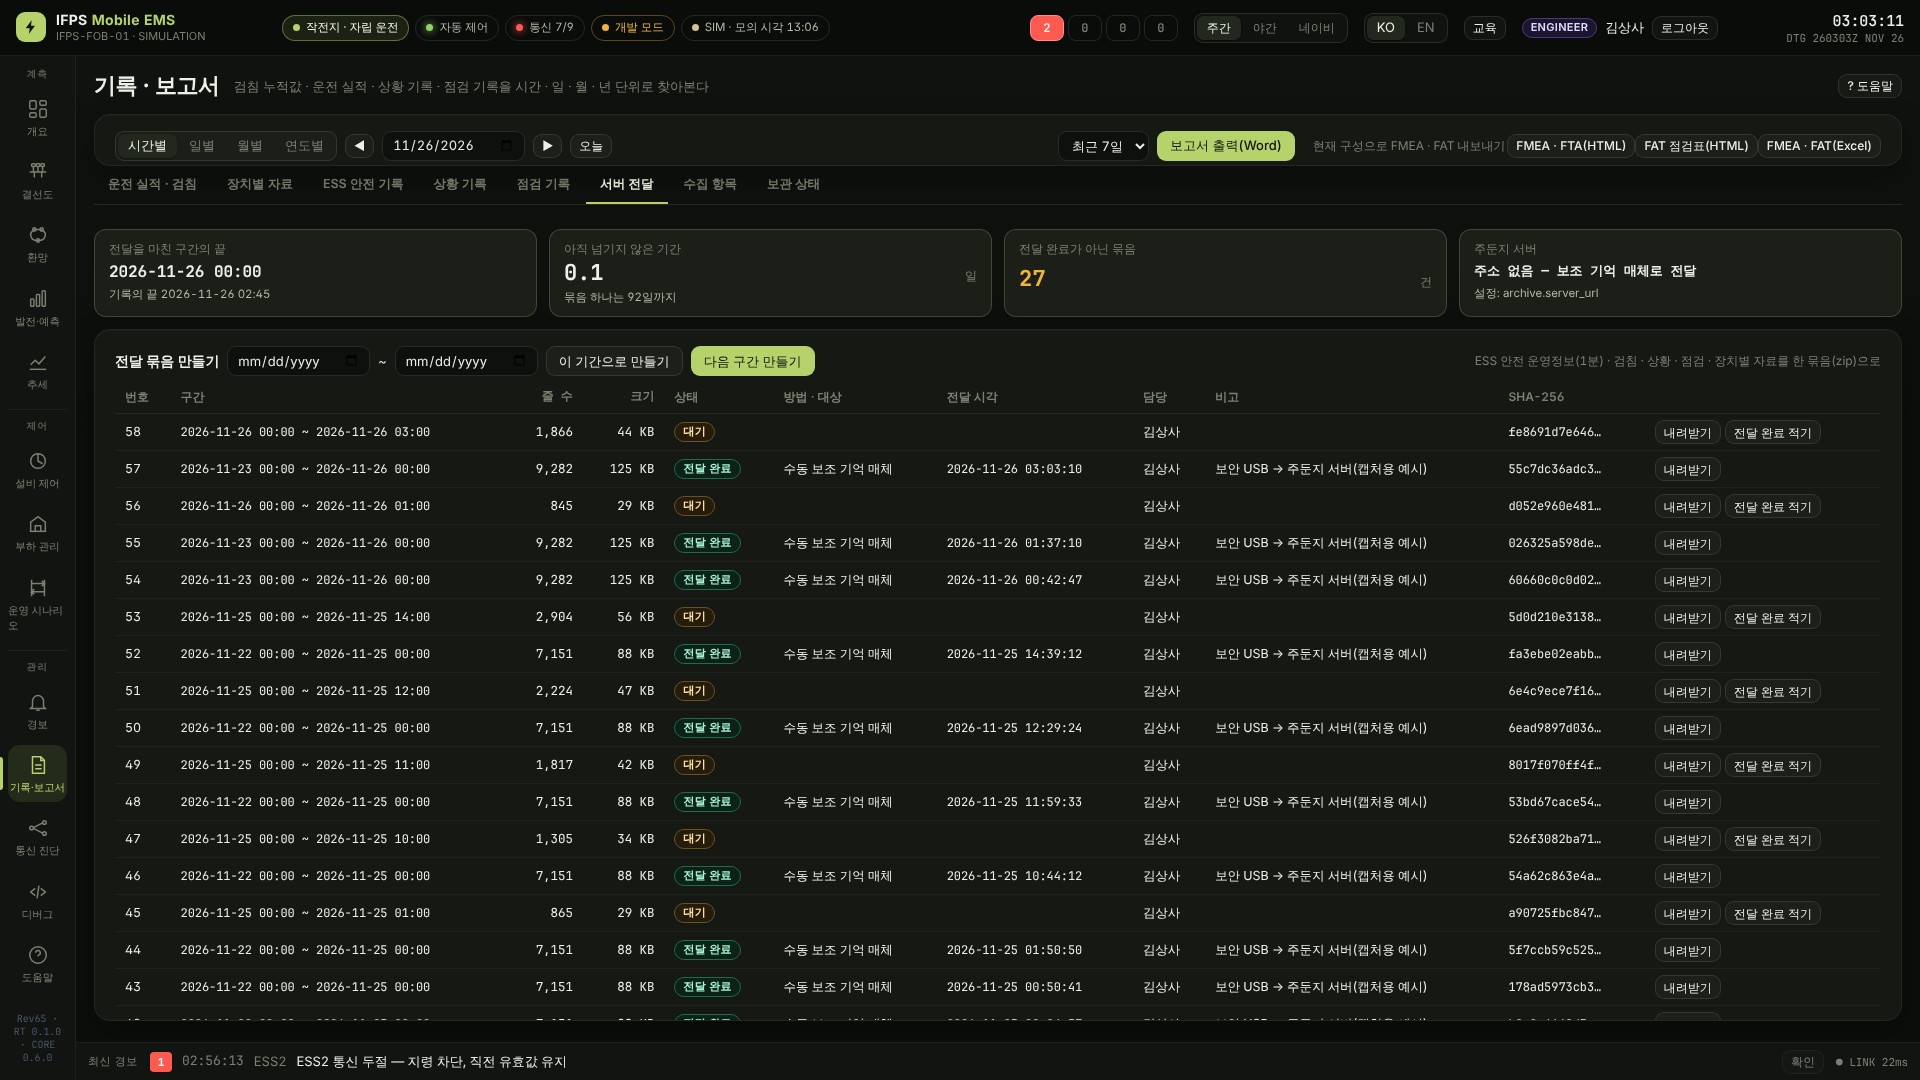 IFPS Mobile EMS
IFPS-FOB-01 · SIMULATION
작전지 · 자립 운전
자동 제어
통신 7/9
개발 모드
SIM · 모의 시각 13:06
2 0 0 0
주간 야간 네이비
KO EN
교육
ENGINEER 김상사 로그아웃
03:03:11
DTG 260303Z NOV 26
계측
개요
결선도
환망
발전·예측
추세
제어
설비 제어
부하 관리
운영 시나리오
관리
경보
기록·보고서
통신 진단
디버그
도움말
Rev65 ·
RT 0.1.0
· CORE
0.6.0
기록 · 보고서
검침 누적값 · 운전 실적 · 상황 기록 · 점검 기록을 시간 · 일 · 월 · 년 단위로 찾아본다
? 도움말
시간별 일별 월별 연도별 ◀ 11/26/2026 ▶ 오늘
최근 7일 보고서 출력(Word) 현재 구성으로 FMEA · FAT 내보내기 FMEA · FTA(HTML) FAT 점검표(HTML) FMEA · FAT(Excel)
운전 실적 · 검침 장치별 자료 ESS 안전 기록 상황 기록 점검 기록 서버 전달 수집 항목 보관 상태
전달을 마친 구간의 끝
2026-11-26 00:00
기록의 끝 2026-11-26 02:45
아직 넘기지 않은 기간
0.1 일
묶음 하나는 92일까지
전달 완료가 아닌 묶음
27 건
주둔지 서버
주소 없음 — 보조 기억 매체로 전달
설정: archive.server_url
전달 묶음 만들기 mm/dd/yyyy ~ mm/dd/yyyy 이 기간으로 만들기 다음 구간 만들기
ESS 안전 운영정보(1분) · 검침 · 상황 · 점검 · 장치별 자료를 한 묶음(zip)으로
번호 구간 줄 수 크기 상태 방법 · 대상 전달 시각 담당 비고 SHA-256
58 2026-11-26 00:00 ~ 2026-11-26 03:00 1,866 44 KB 대기 김상사 fe8691d7e646… 내려받기 전달 완료 적기
57 2026-11-23 00:00 ~ 2026-11-26 00:00 9,282 125 KB 전달 완료 수동 보조 기억 매체 2026-11-26 03:03:10 김상사 보안 USB → 주둔지 서버(캡처용 예시) 55c7dc36adc3… 내려받기
56 2026-11-26 00:00 ~ 2026-11-26 01:00 845 29 KB 대기 김상사 d052e960e481… 내려받기 전달 완료 적기
55 2026-11-23 00:00 ~ 2026-11-26 00:00 9,282 125 KB 전달 완료 수동 보조 기억 매체 2026-11-26 01:37:10 김상사 보안 USB → 주둔지 서버(캡처용 예시) 026325a598de… 내려받기
54 2026-11-23 00:00 ~ 2026-11-26 00:00 9,282 125 KB 전달 완료 수동 보조 기억 매체 2026-11-26 00:42:47 김상사 보안 USB → 주둔지 서버(캡처용 예시) 60660c0c0d02… 내려받기
53 2026-11-25 00:00 ~ 2026-11-25 14:00 2,904 56 KB 대기 김상사 5d0d210e3138… 내려받기 전달 완료 적기
52 2026-11-22 00:00 ~ 2026-11-25 00:00 7,151 88 KB 전달 완료 수동 보조 기억 매체 2026-11-25 14:39:12 김상사 보안 USB → 주둔지 서버(캡처용 예시) fa3ebe02eabb… 내려받기
51 2026-11-25 00:00 ~ 2026-11-25 12:00 2,224 47 KB 대기 김상사 6e4c9ece7f16… 내려받기 전달 완료 적기
50 2026-11-22 00:00 ~ 2026-11-25 00:00 7,151 88 KB 전달 완료 수동 보조 기억 매체 2026-11-25 12:29:24 김상사 보안 USB → 주둔지 서버(캡처용 예시) 6ead9897d036… 내려받기
49 2026-11-25 00:00 ~ 2026-11-25 11:00 1,817 42 KB 대기 김상사 8017f070ff4f… 내려받기 전달 완료 적기
48 2026-11-22 00:00 ~ 2026-11-25 00:00 7,151 88 KB 전달 완료 수동 보조 기억 매체 2026-11-25 11:59:33 김상사 보안 USB → 주둔지 서버(캡처용 예시) 53bd67cace54… 내려받기
47 2026-11-25 00:00 ~ 2026-11-25 10:00 1,305 34 KB 대기 김상사 526f3082ba71… 내려받기 전달 완료 적기
46 2026-11-22 00:00 ~ 2026-11-25 00:00 7,151 88 KB 전달 완료 수동 보조 기억 매체 2026-11-25 10:44:12 김상사 보안 USB → 주둔지 서버(캡처용 예시) 54a62c863e4a… 내려받기
45 2026-11-25 00:00 ~ 2026-11-25 01:00 865 29 KB 대기 김상사 a90725fbc847… 내려받기 전달 완료 적기
44 2026-11-22 00:00 ~ 2026-11-25 00:00 7,151 88 KB 전달 완료 수동 보조 기억 매체 2026-11-25 01:50:50 김상사 보안 USB → 주둔지 서버(캡처용 예시) 5f7ccb59c525… 내려받기
43 2026-11-22 00:00 ~ 2026-11-25 00:00 7,151 88 KB 전달 완료 수동 보조 기억 매체 2026-11-25 00:50:41 김상사 보안 USB → 주둔지 서버(캡처용 예시) 178ad5973cb3… 내려받기
최신 경보 1 02:56:13 ESS2 ESS2 통신 두절 — 지령 차단, 직전 유효값 유지
확인 LINK 22ms